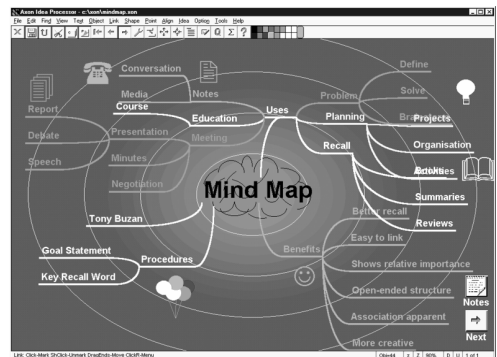 Axon Idea Processor - c:\axon\mindmap.xon
File Edit Find View Text Object Link Shape Point Align Idea Option Tools Help
Conversation
Media
Notes
Course
Education
Uses
Report
Debate
Speech
Presentation
Meeting
Minutes
Negotiation
Problem
Define
Solve
Planning
Projects
Organisation
Recall
Summaries
Reviews
Mind Map
Tony Buzan
Goal Statement
Procedures
Key Recall Word
Benefits
Better recall
Easy to link
Shows relative importance
Open-ended structure
Association apparent
More creative
Notes
Next
Link: Click-Mark ShClick-Unmark DragEnds-Move ClickR-Menu
Obj=44 x Z 90% D U 1 of 1